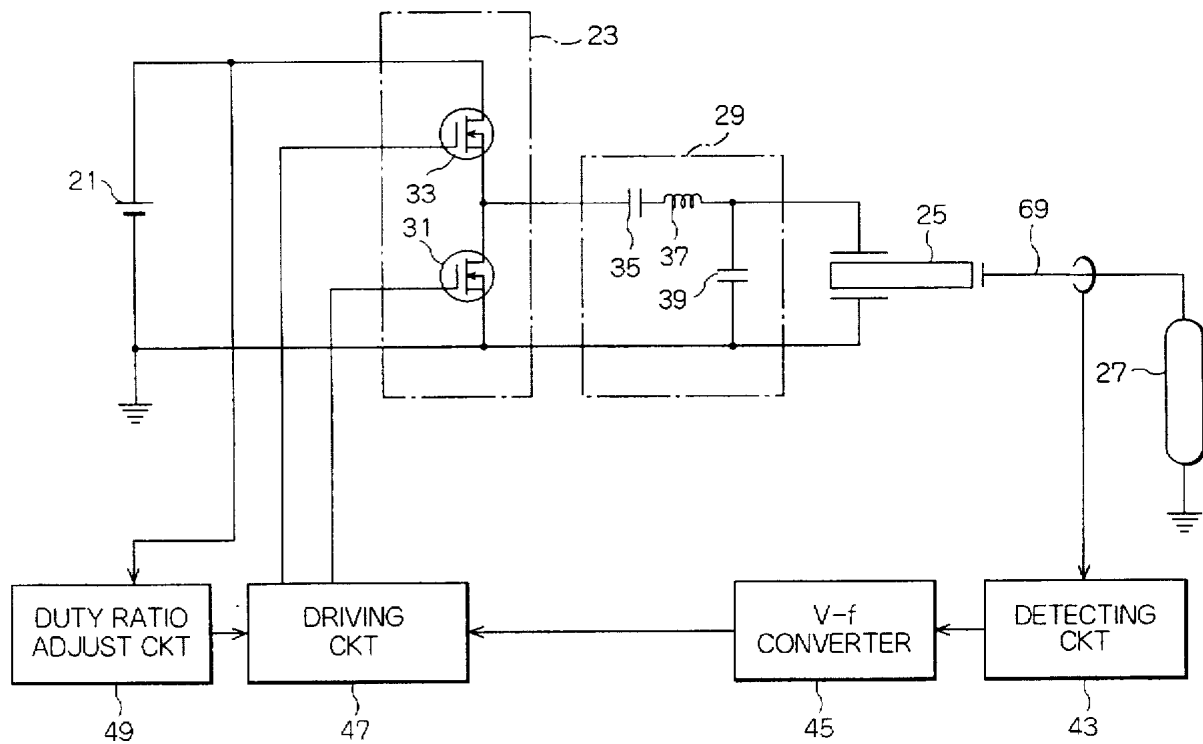 23
29
21
33
31
35
37
39
25
69
27
DUTY RATIO
ADJUST CKT
DRIVING
CKT
V-f
CONVERTER
DETECTING
CKT
49
47
45
43